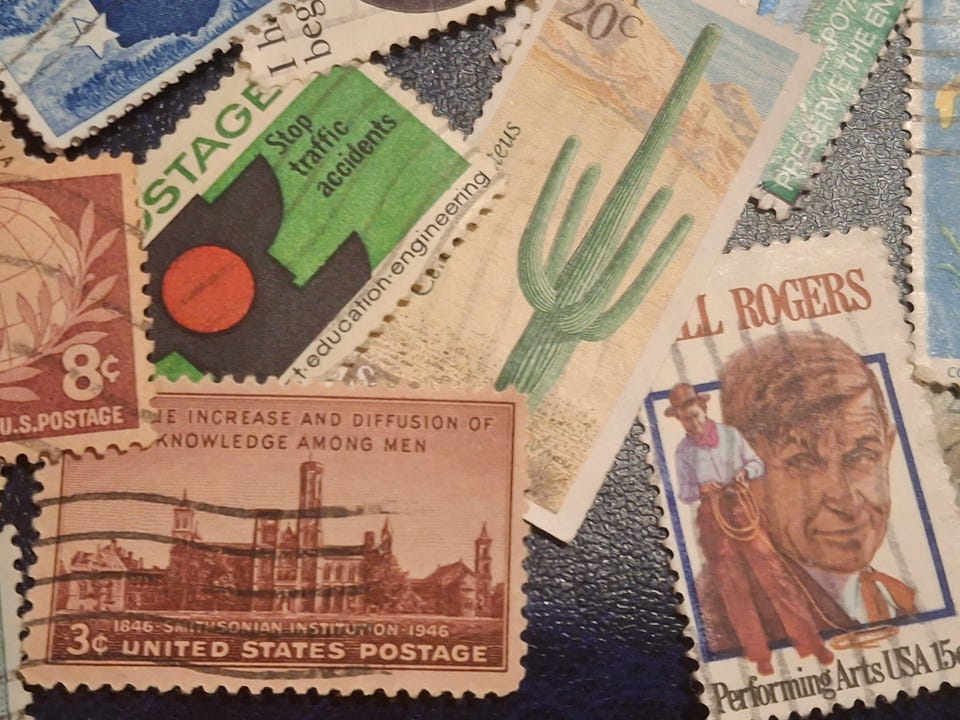 I h
beg
STAGE
Stop
traffic
accidents
education·engineering
eus
20c
PRESERVE THE EN
8¢
U.S. POSTAGE
LL ROGERS
Performing Arts USA 15c
E INCREASE AND DIFFUSION OF
KNOWLEDGE AMONG MEN
1846·SMITHSONIAN·INSTITUTION·1946
3¢ UNITED STATES POSTAGE